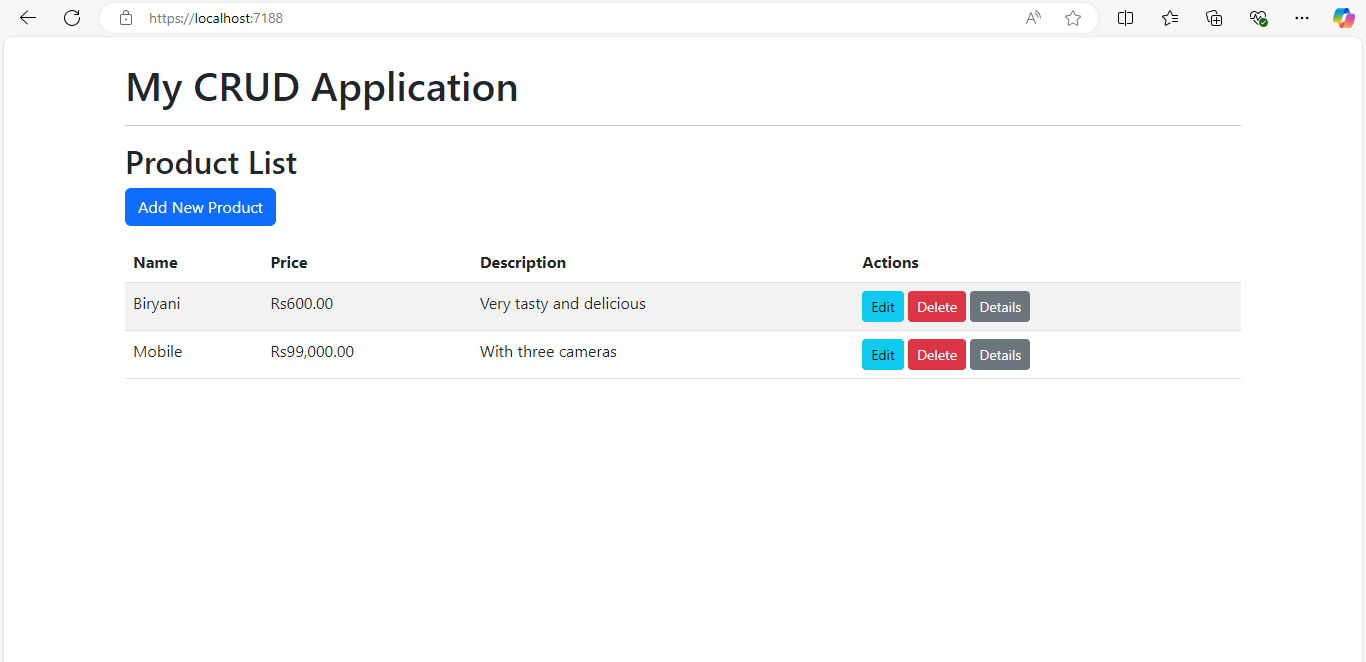 https://localhost:7188
My CRUD Application
Product List
Add New Product
Name Price Description Actions
Biryani Rs600.00 Very tasty and delicious Edit Delete Details
Mobile Rs99,000.00 With three cameras Edit Delete Details